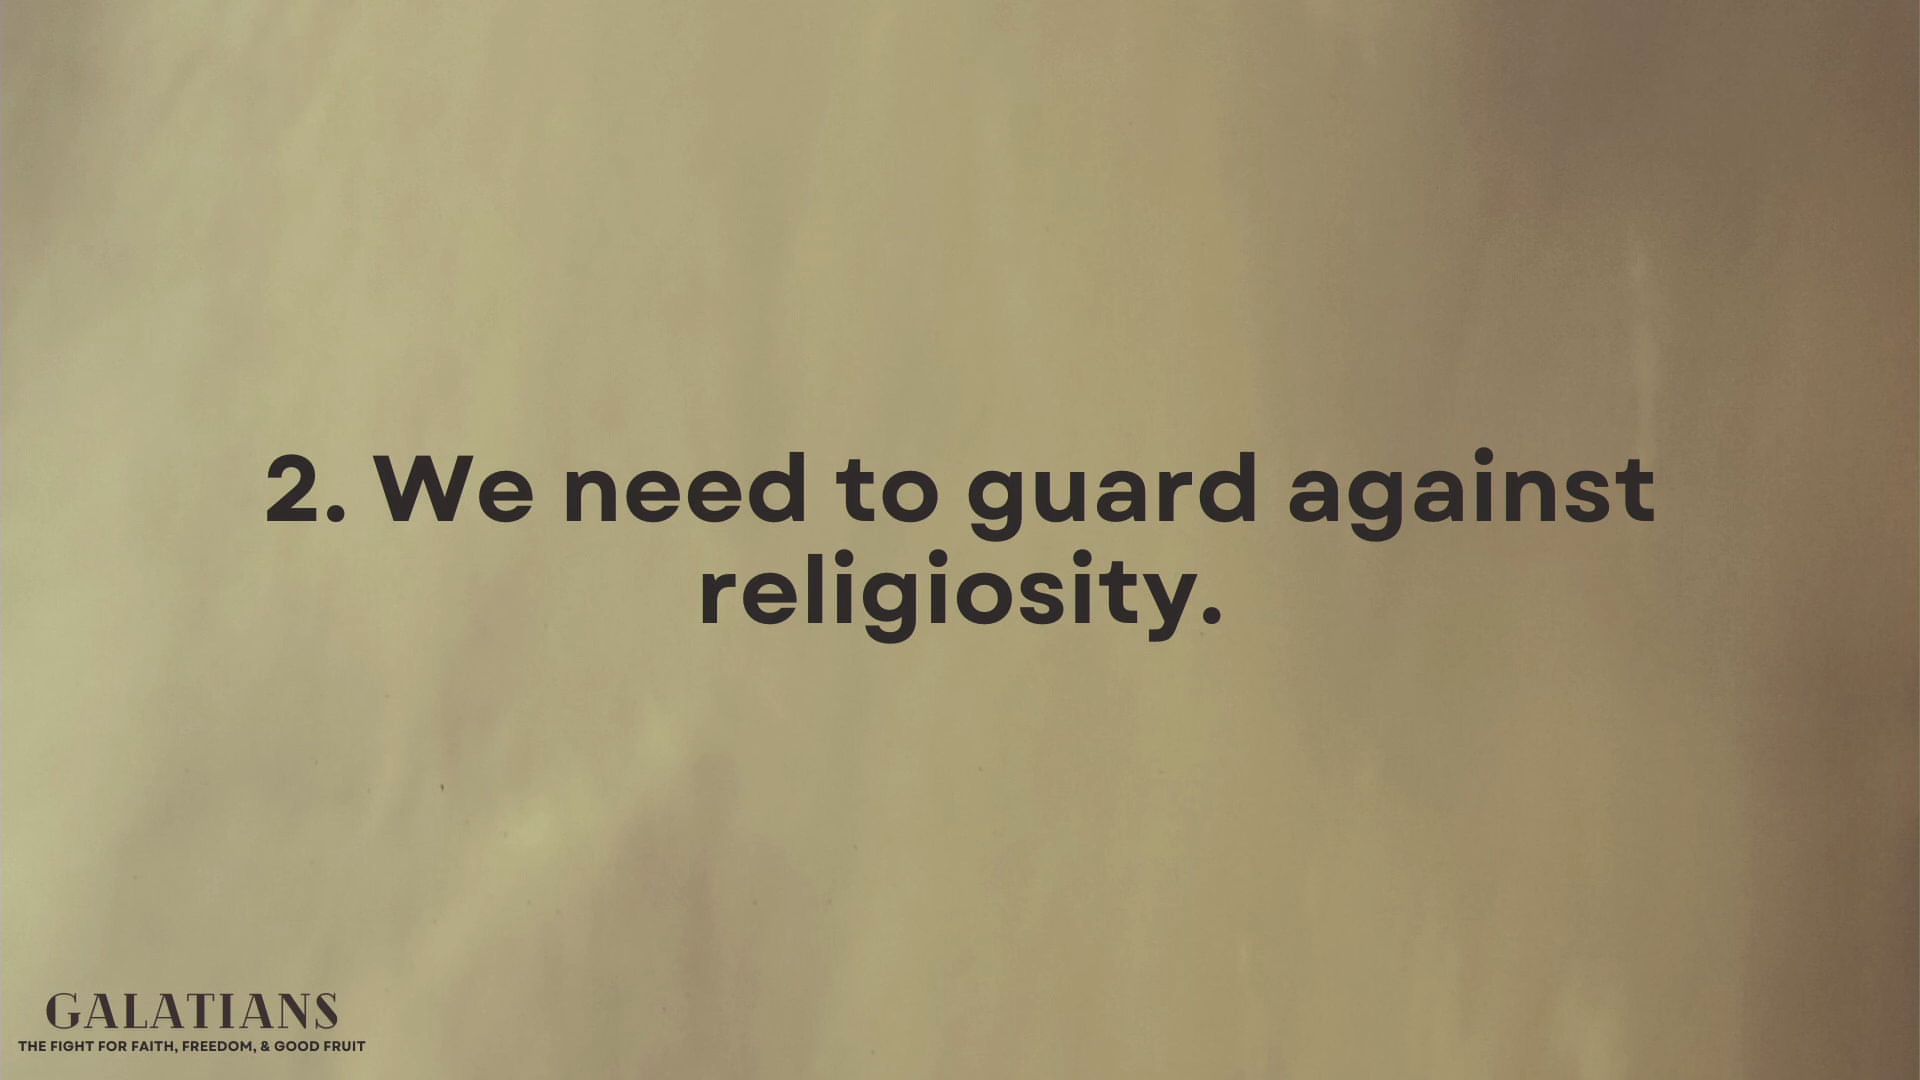 2. We need to guard against
religiosity.
GALATIANS
THE FIGHT FOR FAITH, FREEDOM, & GOOD FRUIT